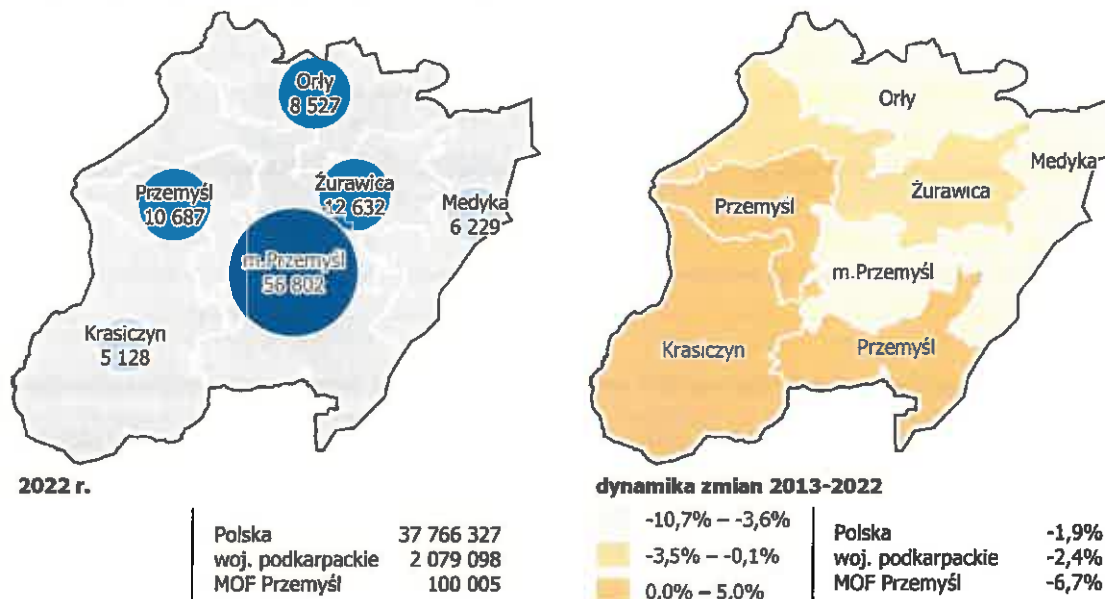 Orły
8 527
Przemyśl
10 687
Żurawica
12 632
Medyka
6 229
m.Przemyśl
56 802
Krasiczyn
5 128
2022 r.
Polska 37 766 327
woj. podkarpackie 2 079 098
MOF Przemyśl 100 005
Orły
Medyka
Żurawica
Przemyśl
m.Przemyśl
Krasiczyn
Przemyśl
dynamika zmian 2013-2022
-10,7% – -3,6%
-3,5% – -0,1%
0,0% – 5,0%
Polska -1,9%
woj. podkarpackie -2,4%
MOF Przemyśl -6,7%